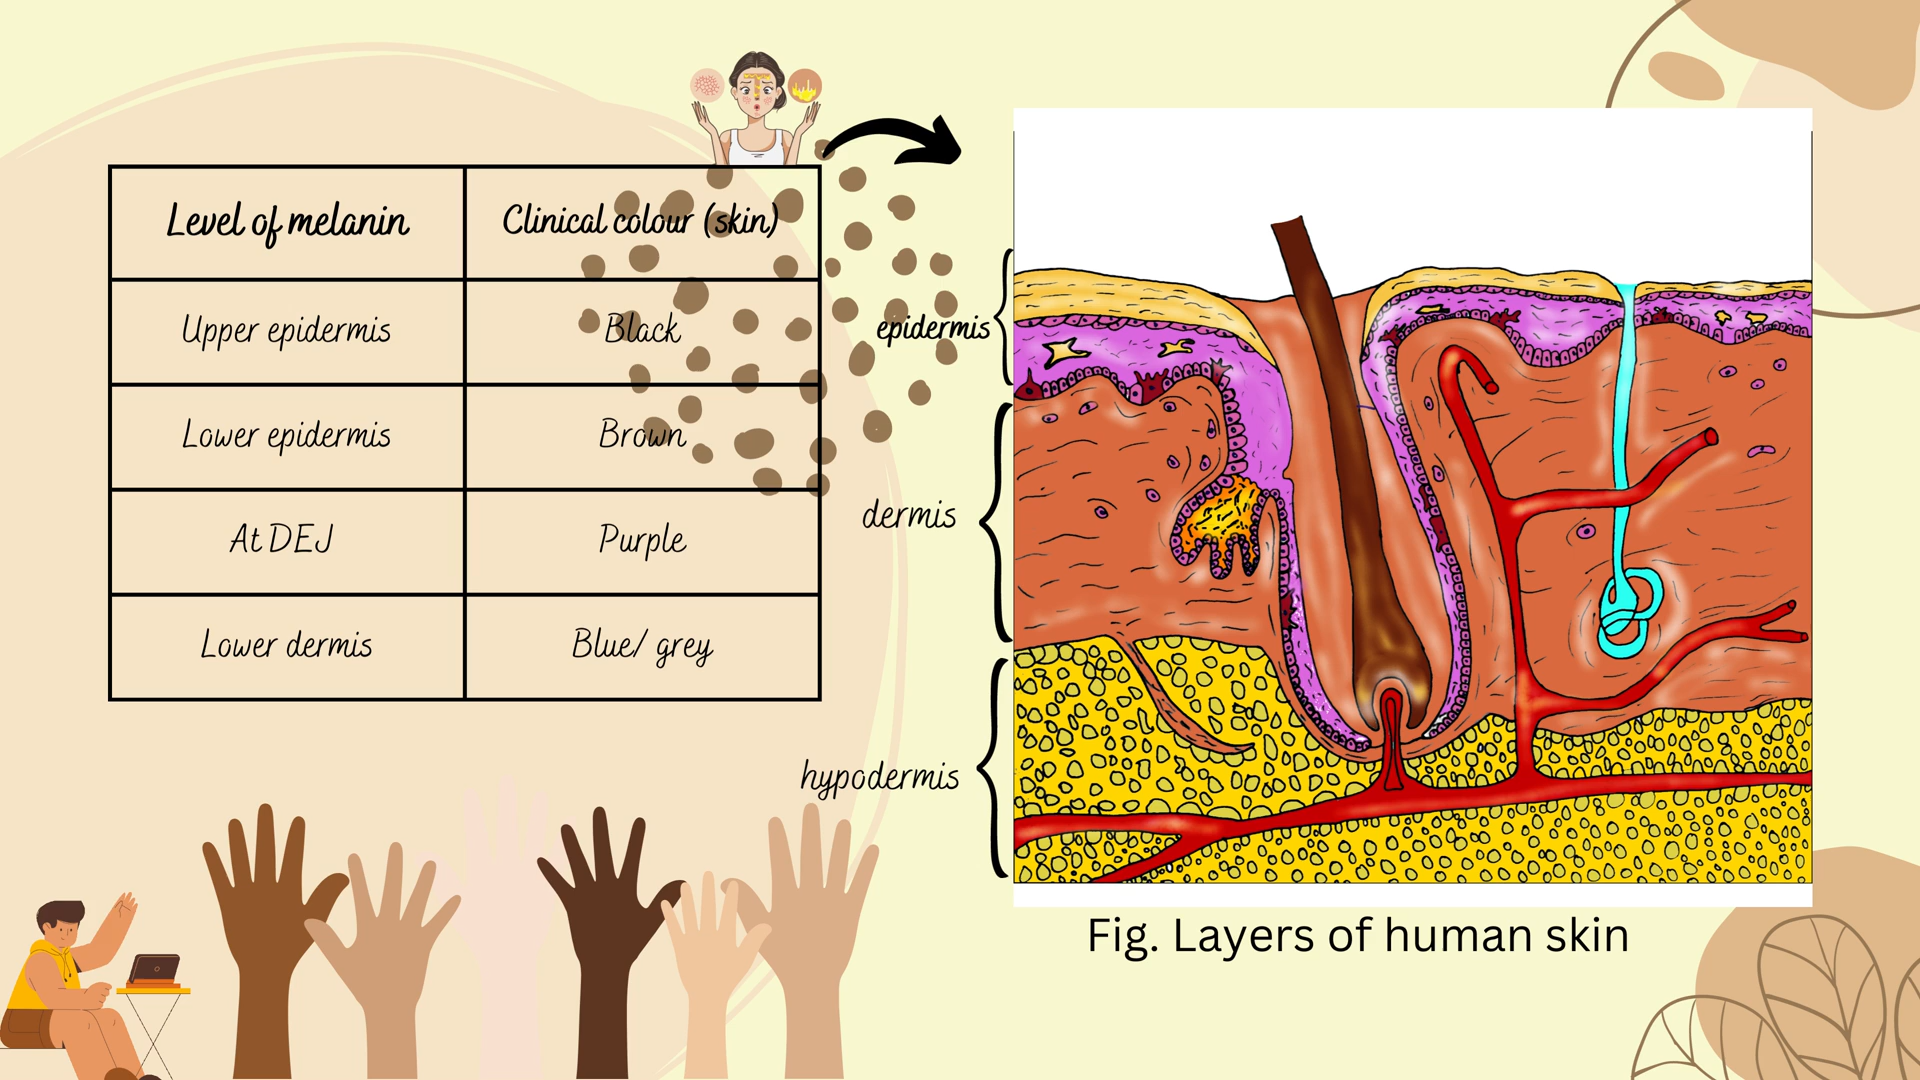 Level of melanin
Clinical colour (skin)
Upper epidermis
Black
Lower epidermis
Brown
At DEJ
Purple
Lower dermis
Blue/ grey
epidermis
dermis
hypodermis
Fig. Layers of human skin